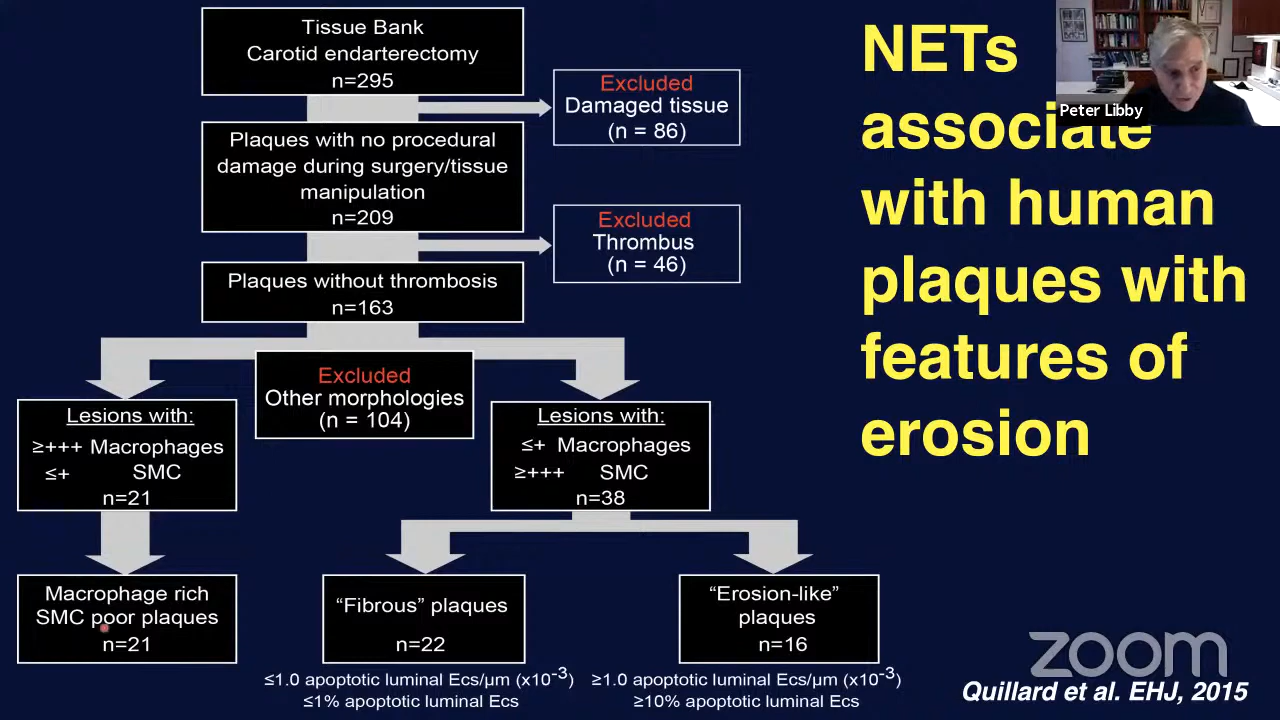 Tissue Bank
Carotid endarterectomy
n=295
Excluded
Damaged tissue
(n = 86)
Plaques with no procedural
damage during surgery/tissue
manipulation
n=209
Excluded
Thrombus
(n = 46)
Plaques without thrombosis
n=163
Excluded
Other morphologies
(n = 104)
Lesions with:
≥+++ Macrophages
≤+ SMC
n=21
Lesions with:
≤+ Macrophages
≥+++ SMC
n=38
Macrophage rich
SMC poor plaques
n=21
“Fibrous” plaques
n=22
≤1.0 apoptotic luminal Ecs/µm (x10⁻³)
≤1% apoptotic luminal Ecs
“Erosion-like”
plaques
n=16
≥1.0 apoptotic luminal Ecs/µm (x10⁻³)
≥10% apoptotic luminal Ecs
NETs
associate
with human
plaques with
features of
erosion
Peter Libby
zoom
Quillard et al. EHJ, 2015